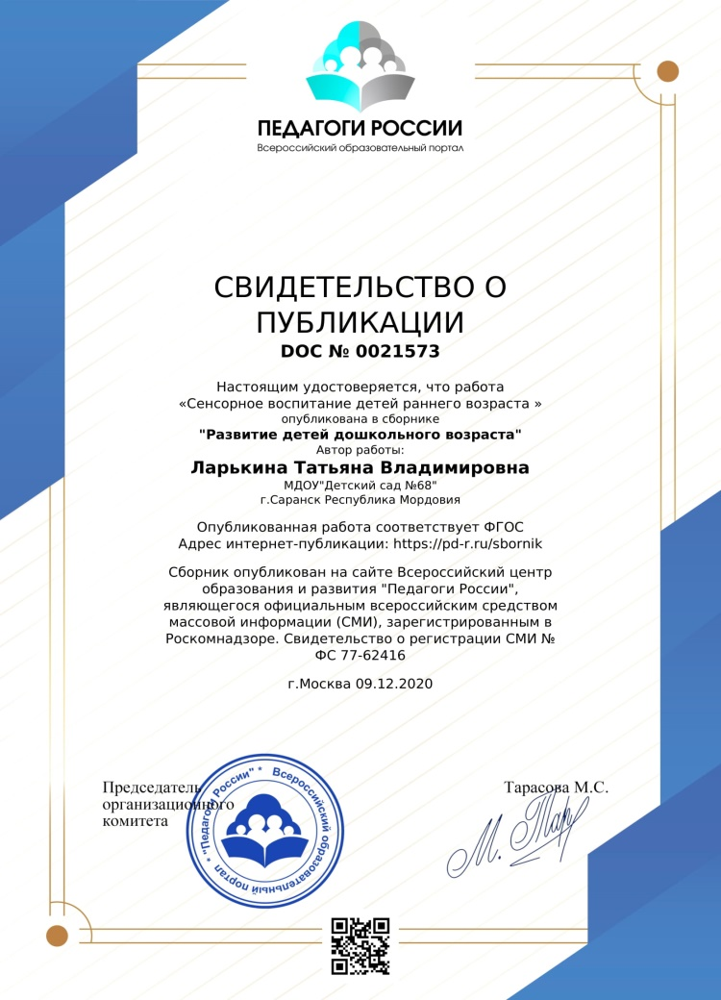 ПЕДАГОГИ РОССИИ
Всероссийский образовательный портал
СВИДЕТЕЛЬСТВО О
ПУБЛИКАЦИИ
DOC № 0021573
Настоящим удостоверяется, что работа
«Сенсорное воспитание детей раннего возраста »
опубликована в сборнике
"Развитие детей дошкольного возраста"
Автор работы:
Ларькина Татьяна Владимировна
МДОУ"Детский сад №68"
г.Саранск Республика Мордовия
Опубликованная работа соответствует ФГОС
Адрес интернет-публикации: https://pd-r.ru/sbornik
Сборник опубликован на сайте Всероссийский центр
образования и развития "Педагоги России",
являющегося официальным всероссийским средством
массовой информации (СМИ), зарегистрированным в
Роскомнадзоре. Свидетельство о регистрации СМИ №
ФС 77-62416
г.Москва 09.12.2020
Председатель
организационного
комитета
* Всероссийский образовательный портал * "Педагоги России"
Тарасова М.С.
М. Тар